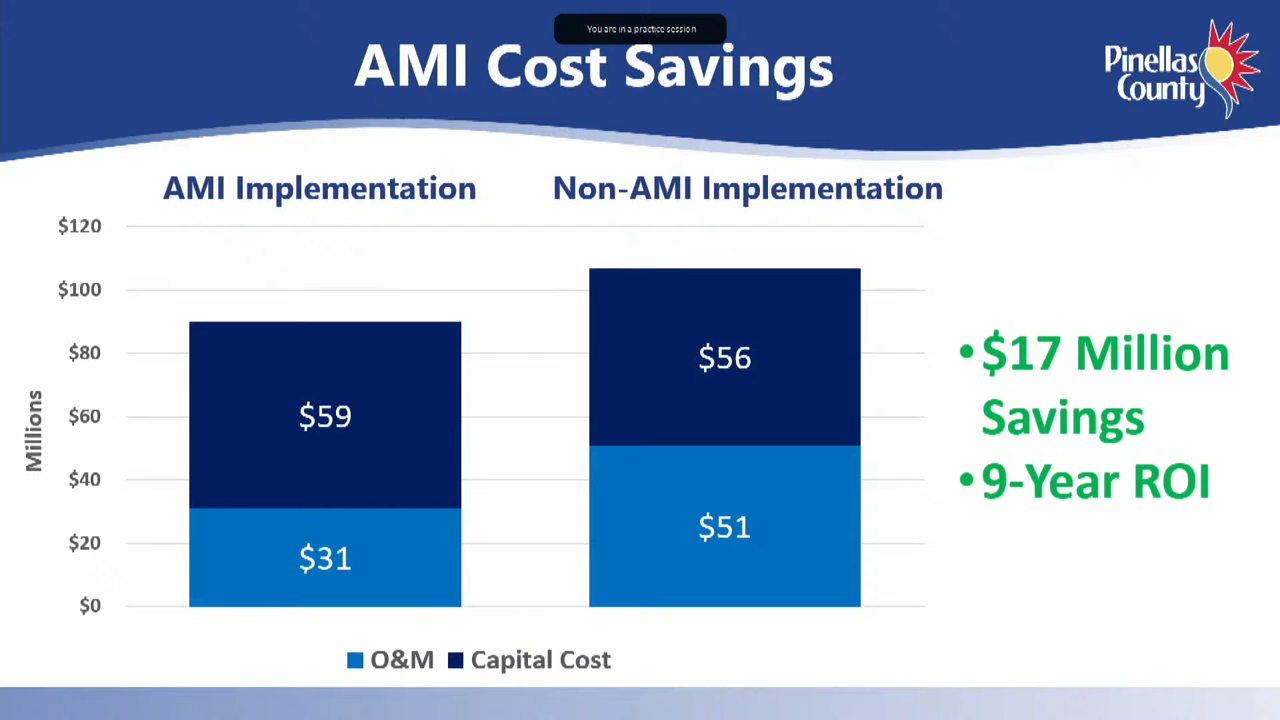 You are in a practice session
AMI Cost Savings
Pinellas
County
AMI Implementation
Non-AMI Implementation
$120
$100
$80
$60
$40
$20
$0
Millions
$59
$31
$56
$51
•$17 Million
Savings
•9-Year ROI
O&M
Capital Cost